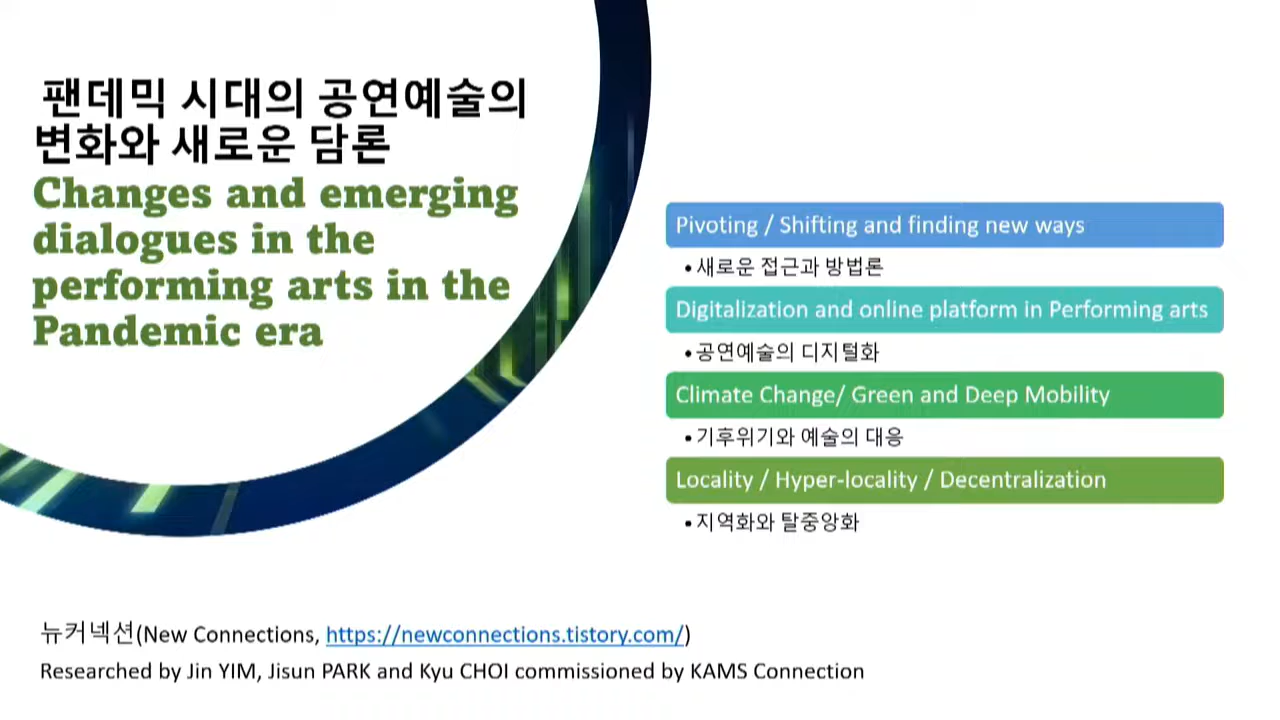 팬데믹 시대의 공연예술의
변화와 새로운 담론
Changes and emerging
dialogues in the
performing arts in the
Pandemic era
Pivoting / Shifting and finding new ways
• 새로운 접근과 방법론
Digitalization and online platform in Performing arts
• 공연예술의 디지털화
Climate Change/ Green and Deep Mobility
• 기후위기와 예술의 대응
Locality / Hyper-locality / Decentralization
• 지역화와 탈중앙화
뉴커넥션(New Connections, https://newconnections.tistory.com/)
Researched by Jin YIM, Jisun PARK and Kyu CHOI commissioned by KAMS Connection